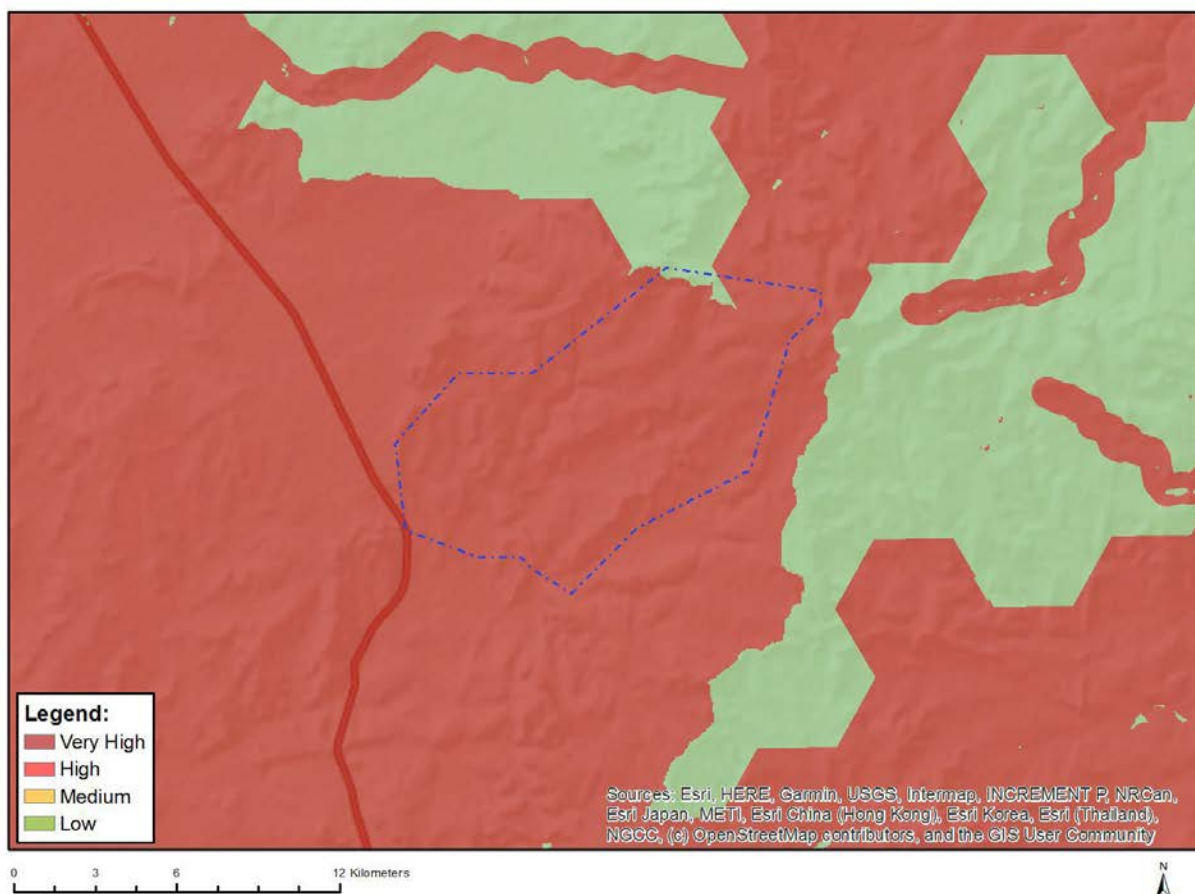 Legend:
Very High
High
Medium
Low
Sources: Esri, HERE, Garmin, USGS, Intermap, INCREMENT P, NRCan,
Esri Japan, METI, Esri China (Hong Kong), Esri Korea, Esri (Thailand),
NGCC, (c) OpenStreetMap contributors, and the GIS User Community
0 3 6 12 Kilometers
N